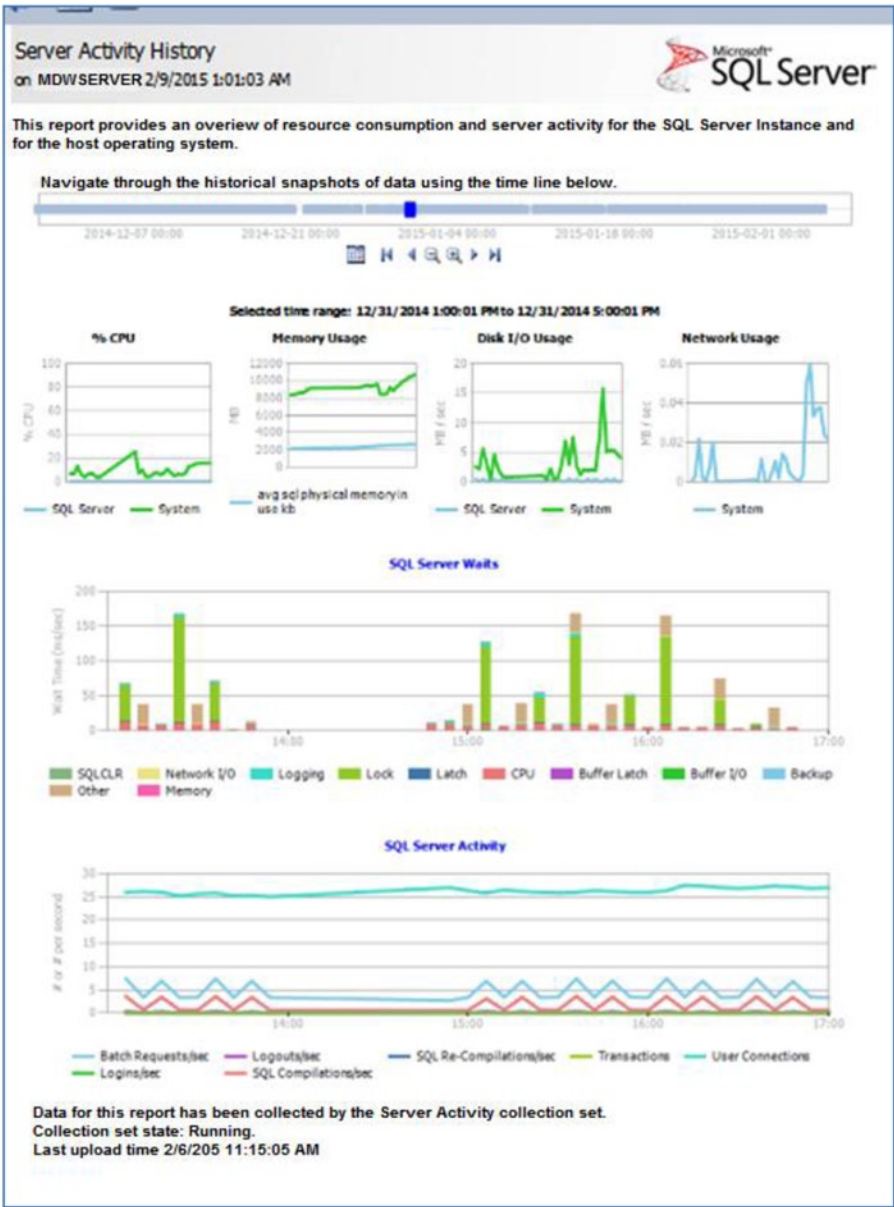 Server Activity History
on MDWSERVER 2/9/2015 1:01:03 AM
Microsoft®
SQL Server®
This report provides an overiew of resource consumption and server activity for the SQL Server Instance and
for the host operating system.
Navigate through the historical snapshots of data using the time line below.
2014-12-07 00:00 2014-12-21 00:00 2015-01-04 00:00 2015-01-18 00:00 2015-02-01 00:00
Selected time range: 12/31/2014 1:00:01 PM to 12/31/2014 5:00:01 PM
% CPU
% CPU
100
80
60
40
20
0
SQL Server System
Memory Usage
MB
12000
10000
8000
6000
4000
2000
0
avg sql physical memory in
use kb
Disk I/O Usage
MB / sec
20
15
10
5
0
SQL Server System
Network Usage
MB / sec
0.06
0.04
0.02
0
System
SQL Server Waits
Wait Time (ms/sec)
200
150
100
50
0
14:00 15:00 16:00 17:00
SQLCLR Network I/O Logging Lock Latch CPU Buffer Latch Buffer I/O Backup
Other Memory
SQL Server Activity
# or # per second
30
25
20
15
10
5
0
14:00 15:00 16:00 17:00
Batch Requests/sec Logouts/sec SQL Re-Compilations/sec Transactions User Connections
Logins/sec SQL Compilations/sec
Data for this report has been collected by the Server Activity collection set.
Collection set state: Running.
Last upload time 2/6/205 11:15:05 AM